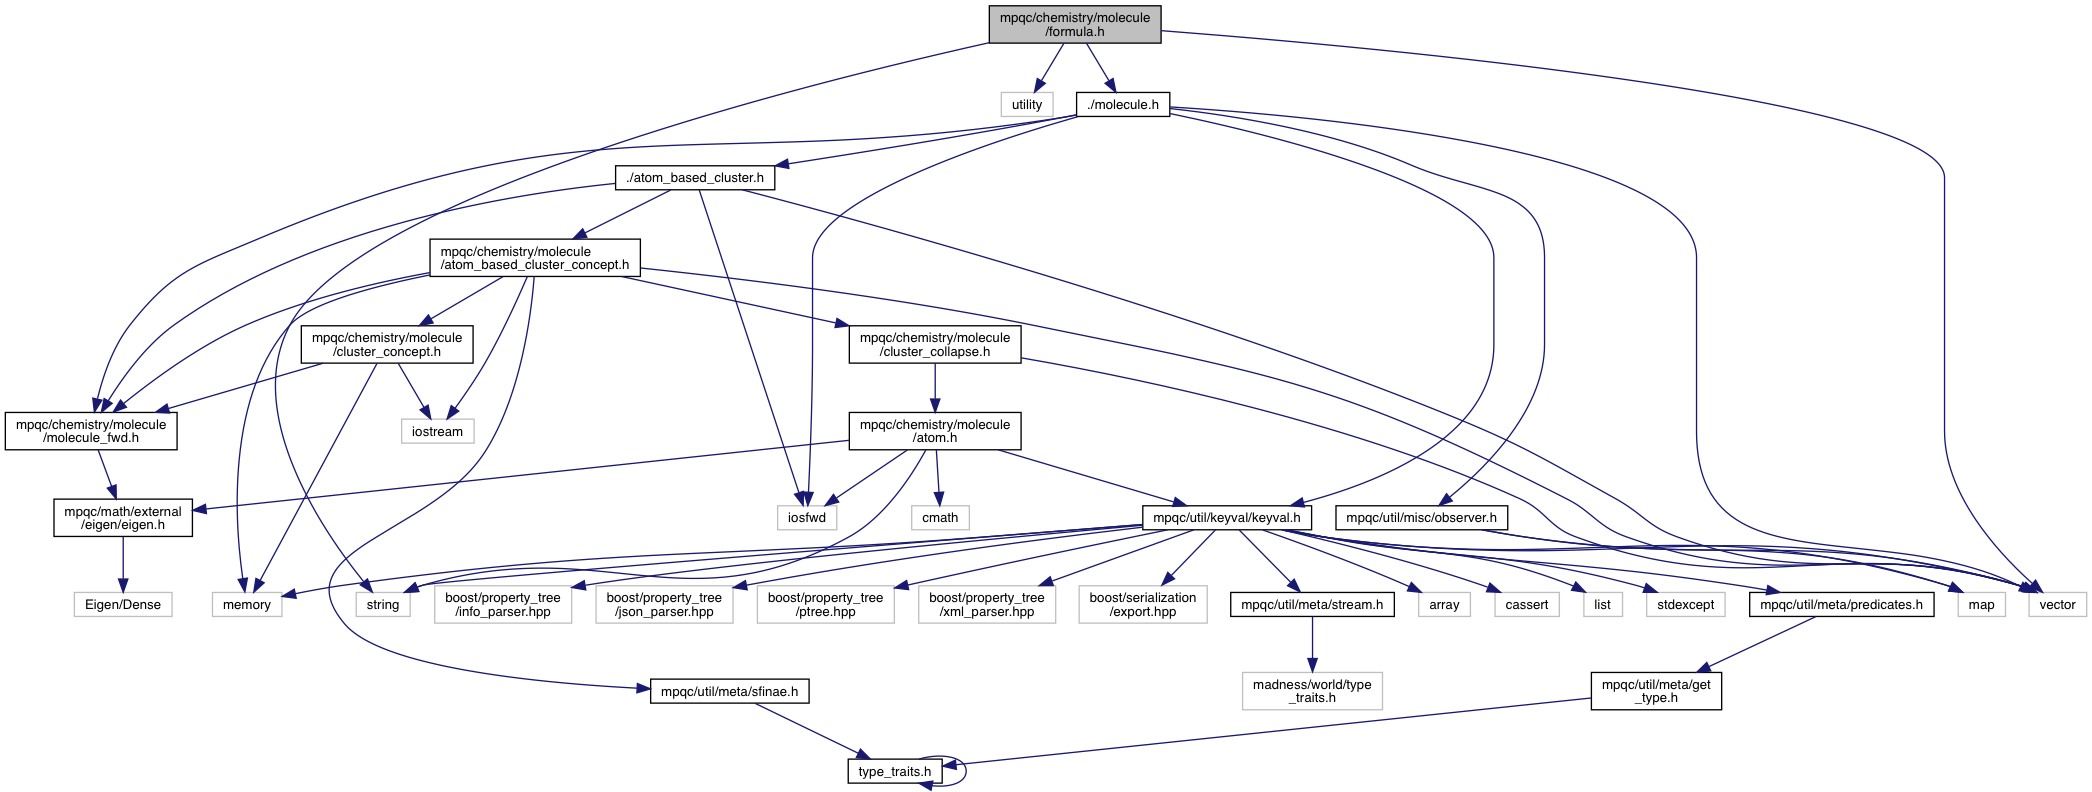 mpqc/chemistry/molecule
/formula.h
utility
./molecule.h
./atom_based_cluster.h
mpqc/chemistry/molecule
/atom_based_cluster_concept.h
mpqc/chemistry/molecule
/cluster_concept.h
mpqc/chemistry/molecule
/cluster_collapse.h
mpqc/chemistry/molecule
/molecule_fwd.h
iostream
mpqc/chemistry/molecule
/atom.h
mpqc/math/external
/eigen/eigen.h
iosfwd
cmath
mpqc/util/keyval/keyval.h
mpqc/util/misc/observer.h
Eigen/Dense
memory
string
boost/property_tree
/info_parser.hpp
boost/property_tree
/json_parser.hpp
boost/property_tree
/ptree.hpp
boost/property_tree
/xml_parser.hpp
boost/serialization
/export.hpp
mpqc/util/meta/stream.h
array
cassert
list
stdexcept
mpqc/util/meta/predicates.h
map
vector
mpqc/util/meta/sfinae.h
madness/world/type
_traits.h
mpqc/util/meta/get
_type.h
type_traits.h